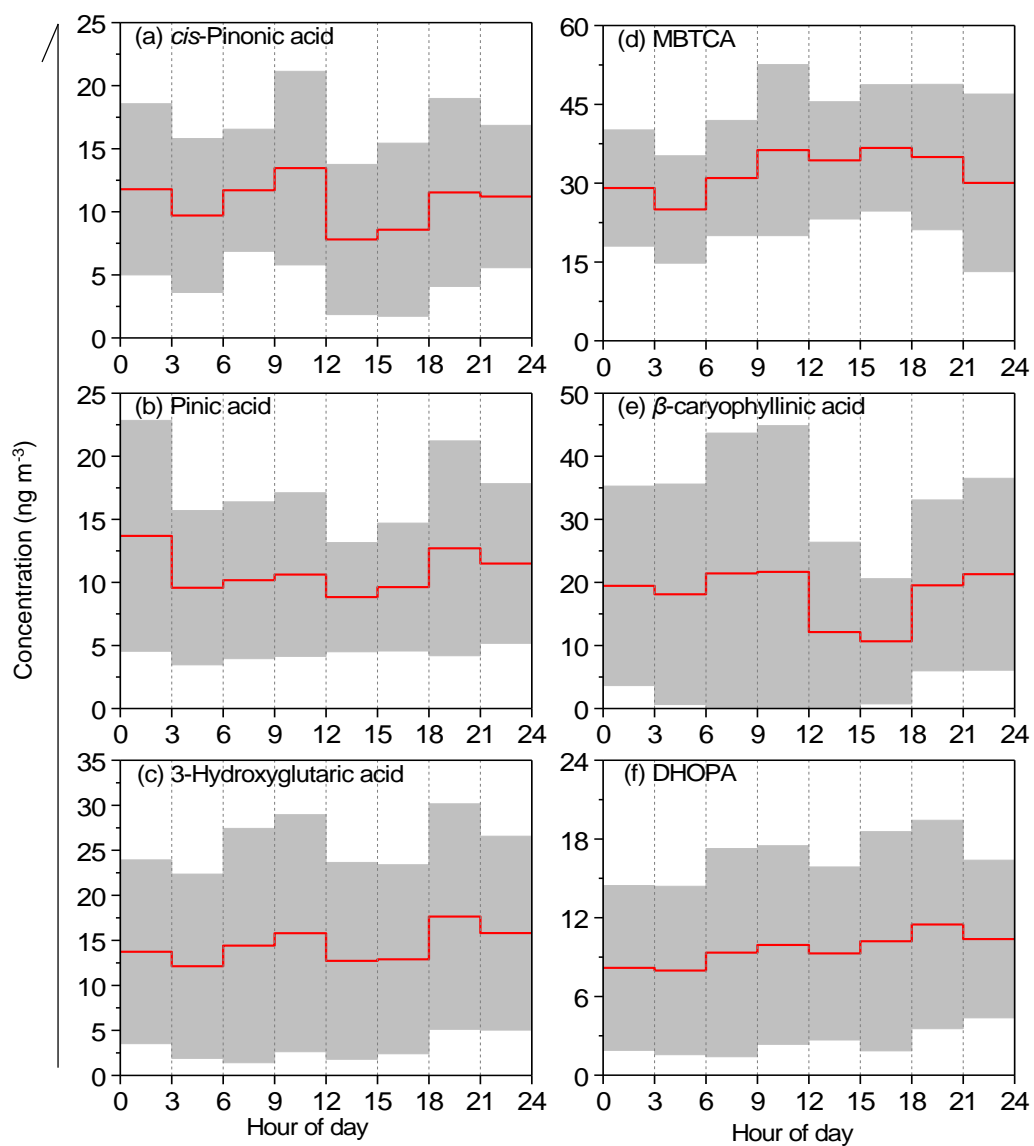 Concentration (ng m⁻³)
(a) cis-Pinonic acid
25
20
15
10
5
0
0 3 6 9 12 15 18 21 24
(b) Pinic acid
25
20
15
10
5
0
0 3 6 9 12 15 18 21 24
(c) 3-Hydroxyglutaric acid
35
30
25
20
15
10
5
0
0 3 6 9 12 15 18 21 24
Hour of day
(d) MBTCA
60
45
30
15
0
0 3 6 9 12 15 18 21 24
(e) β-caryophyllinic acid
50
40
30
20
10
0
0 3 6 9 12 15 18 21 24
(f) DHOPA
24
18
12
6
0
0 3 6 9 12 15 18 21 24
Hour of day